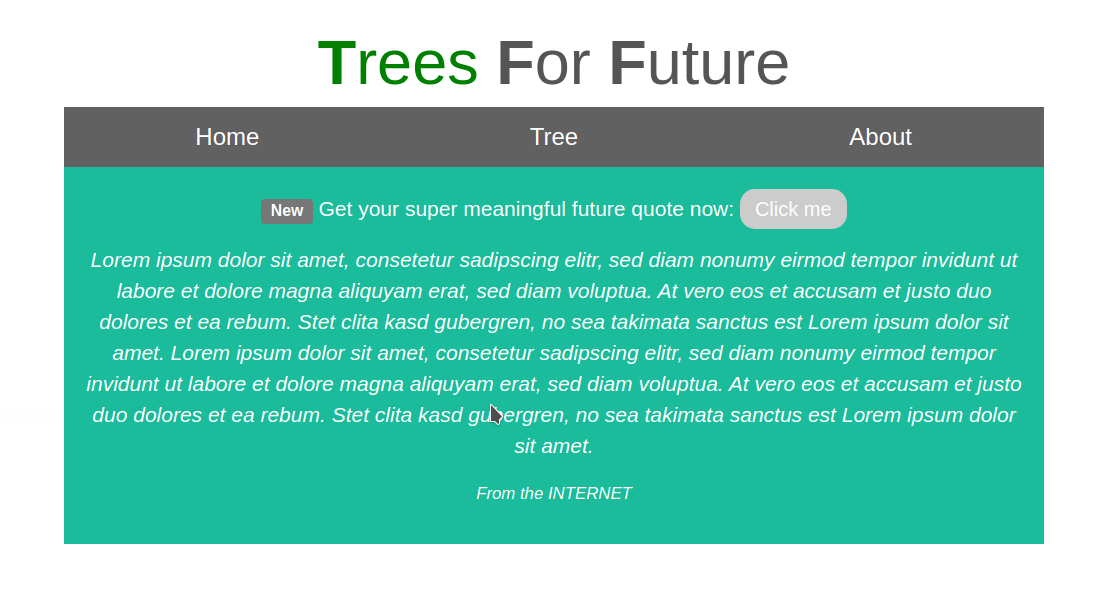 Trees For Future
Home Tree About
New Get your super meaningful future quote now: Click me
Lorem ipsum dolor sit amet, consetetur sadipscing elitr, sed diam nonumy eirmod tempor invidunt ut
labore et dolore magna aliquyam erat, sed diam voluptua. At vero eos et accusam et justo duo
dolores et ea rebum. Stet clita kasd gubergren, no sea takimata sanctus est Lorem ipsum dolor sit
amet. Lorem ipsum dolor sit amet, consetetur sadipscing elitr, sed diam nonumy eirmod tempor
invidunt ut labore et dolore magna aliquyam erat, sed diam voluptua. At vero eos et accusam et justo
duo dolores et ea rebum. Stet clita kasd gubergren, no sea takimata sanctus est Lorem ipsum dolor
sit amet.
From the INTERNET